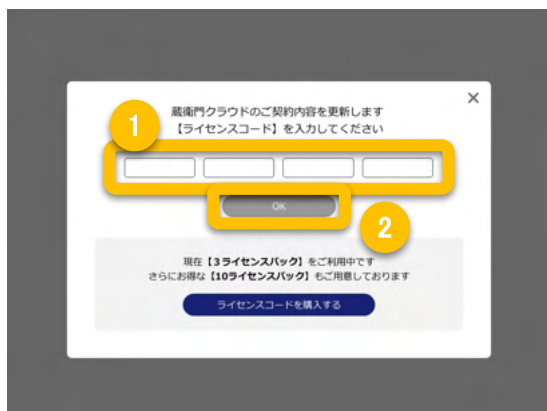 ×
蔵衛門クラウドのご契約内容を更新します
【ライセンスコード】を入力してください
1
OK
2
現在【3ライセンスパック】をご利用中です
さらにお得な【10ライセンスパック】もご用意しております
ライセンスコードを購入する